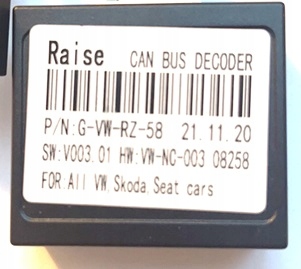 Raise CAN BUS DECODER
P/N:G-VW-RZ-58 21.11.20
SW:V003.01 HW:VW-NC-003 08258
FOR:All VW,Skoda,Seat cars